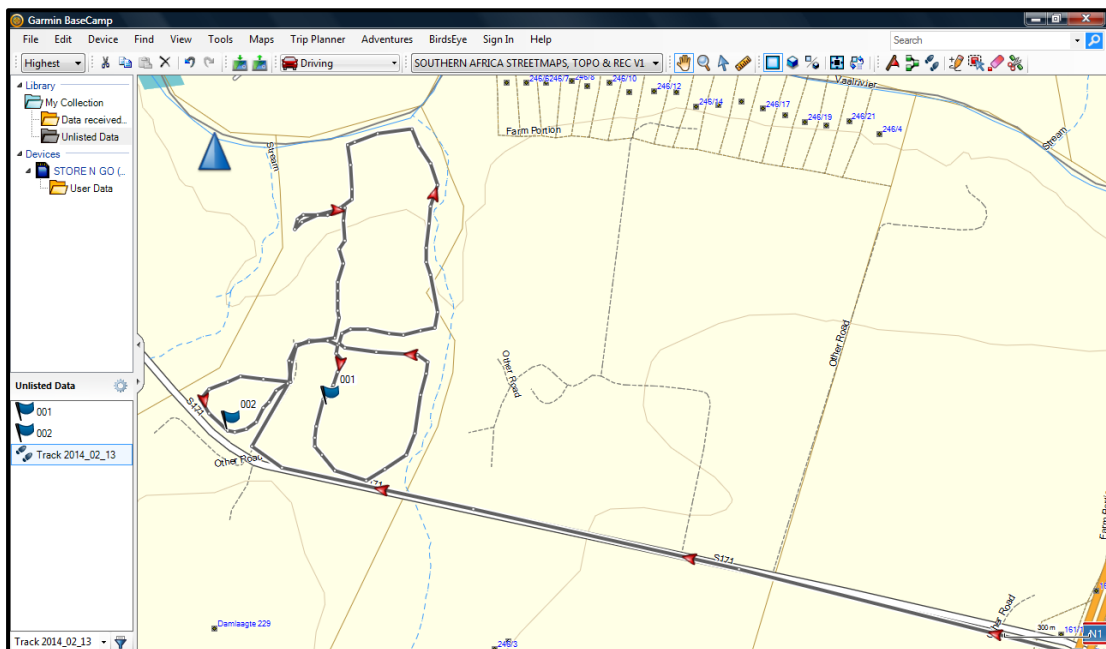 Garmin BaseCamp
File Edit Device Find View Tools Maps Trip Planner Adventures BirdsEye Sign In Help
Search
Highest
Driving
SOUTHERN AFRICA STREETMAPS, TOPO & REC V1
Library
My Collection
Data received...
Unlisted Data
Devices
STORE N GO (...
User Data
Unlisted Data
001
002
Track 2014_02_13
Track 2014_02_13
246/10
246/12
246/14
246/17
246/19
246/21
246/4
Vaalrivier
Stream
Farm Portion
Stream
Other Road
Other Road
001
002
S171
Other Road
S171
Farm Portion
Damlaagte 229
246/3
300 m
N1